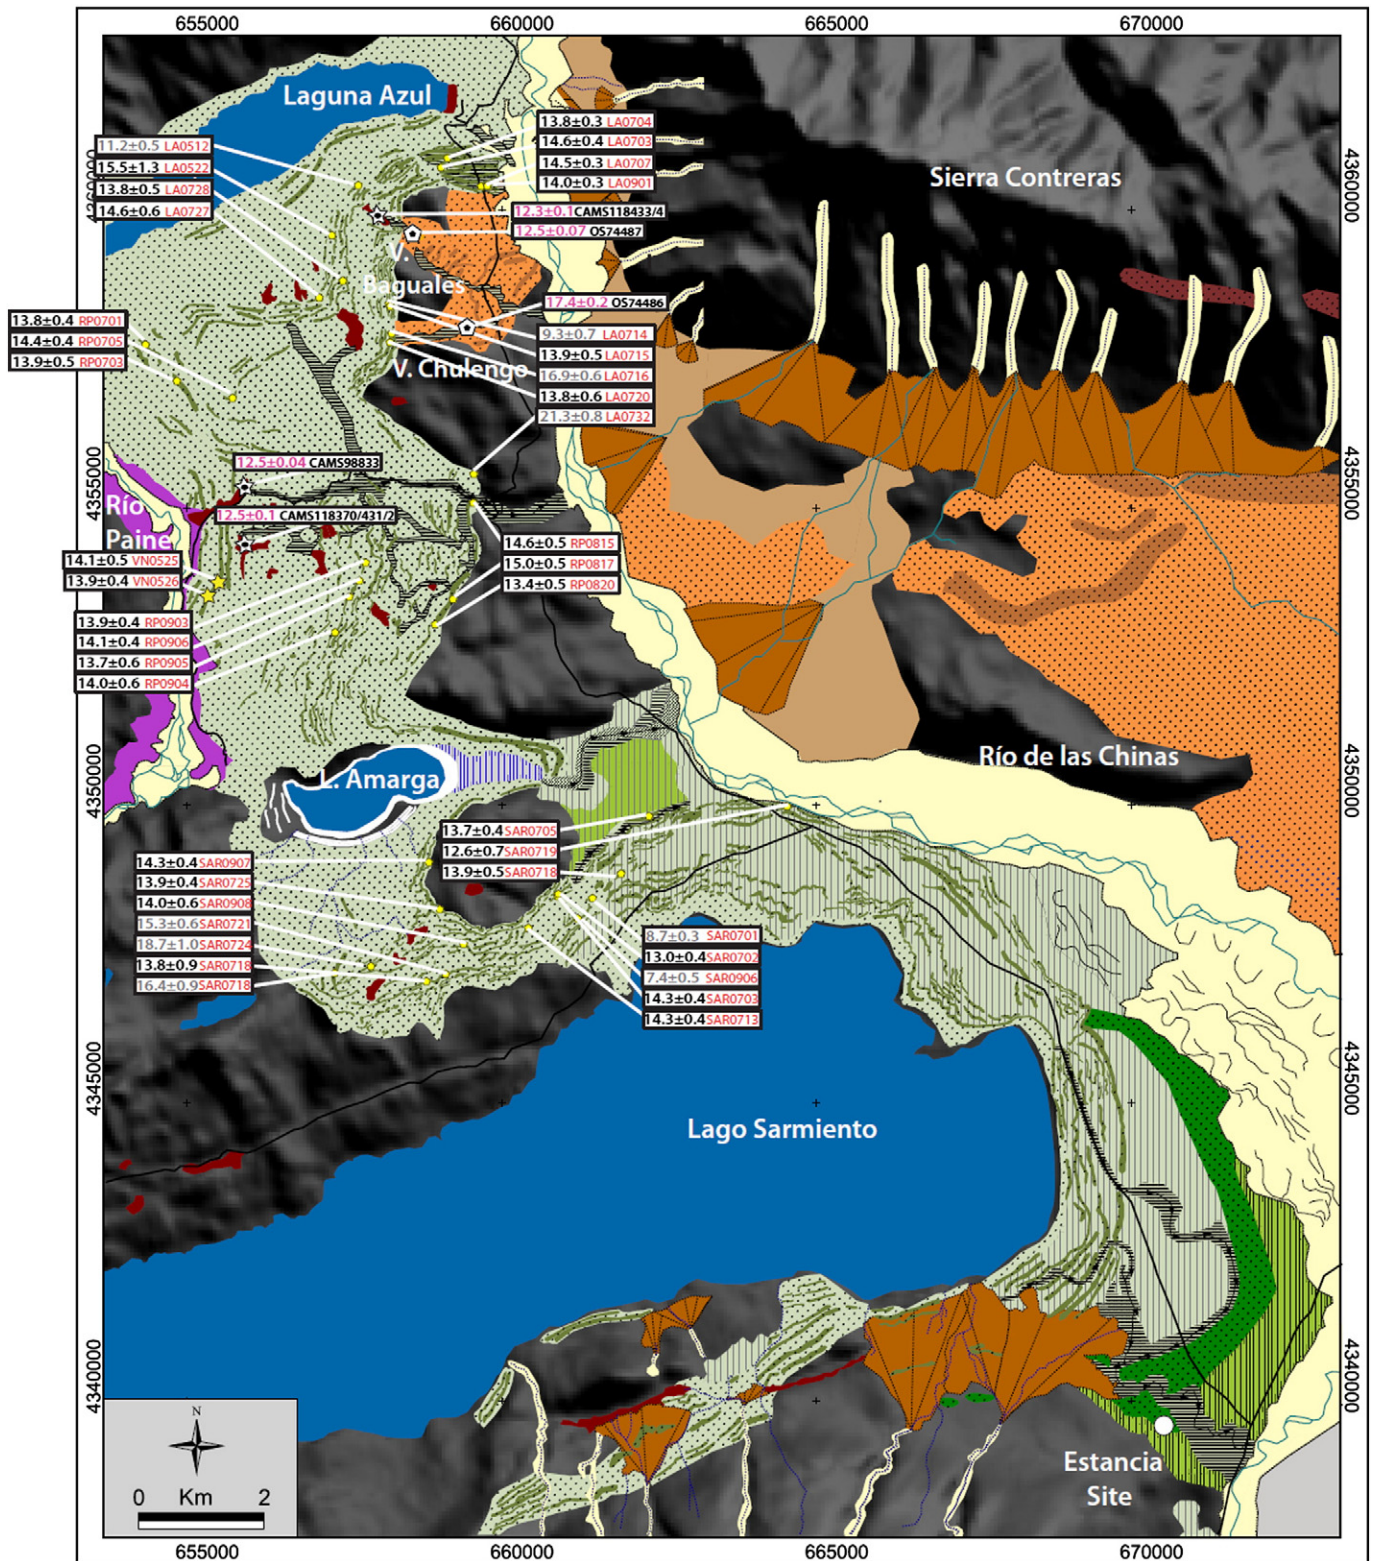 655000
660000
665000
670000
Laguna Azul
13.8±0.3 LA0704
14.6±0.4 LA0703
14.5±0.3 LA0707
14.0±0.3 LA0901
11.2±0.5 LA0512
15.5±1.3 LA0522
13.8±0.5 LA0728
14.6±0.6 LA0727
4360000
Sierra Contreras
12.3±0.1 CAMS118433/4
12.5±0.07 OS74487
V.
Baguales
17.4±0.2 OS74486
13.8±0.4 RP0701
14.4±0.4 RP0705
13.9±0.5 RP0703
9.3±0.7 LA0714
13.9±0.5 LA0715
16.9±0.6 LA0716
13.8±0.6 LA0720
21.3±0.8 LA0732
V. Chulengo
4355000
4355000
12.5±0.04 CAMS98833
Río
Paine
12.5±0.1 CAMS118370/431/2
14.1±0.5 VN0525
13.9±0.4 VN0526
14.6±0.5 RP0815
15.0±0.5 RP0817
13.4±0.5 RP0820
13.9±0.4 RP0903
14.1±0.4 RP0906
13.7±0.6 RP0905
14.0±0.6 RP0904
4350000
4350000
L. Amarga
Río de las Chinas
13.7±0.4 SAR0705
12.6±0.7 SAR0719
13.9±0.5 SAR0718
14.3±0.4 SAR0907
13.9±0.4 SAR0725
14.0±0.6 SAR0908
15.3±0.6 SAR0721
18.7±1.0 SAR0724
13.8±0.9 SAR0718
16.4±0.9 SAR0718
8.7±0.3 SAR0701
13.0±0.4 SAR0702
7.4±0.5 SAR0906
14.3±0.4 SAR0703
14.3±0.4 SAR0713
4345000
4345000
Lago Sarmiento
4340000
4340000
N
0 Km 2
Estancia
Site
655000
660000
665000
670000